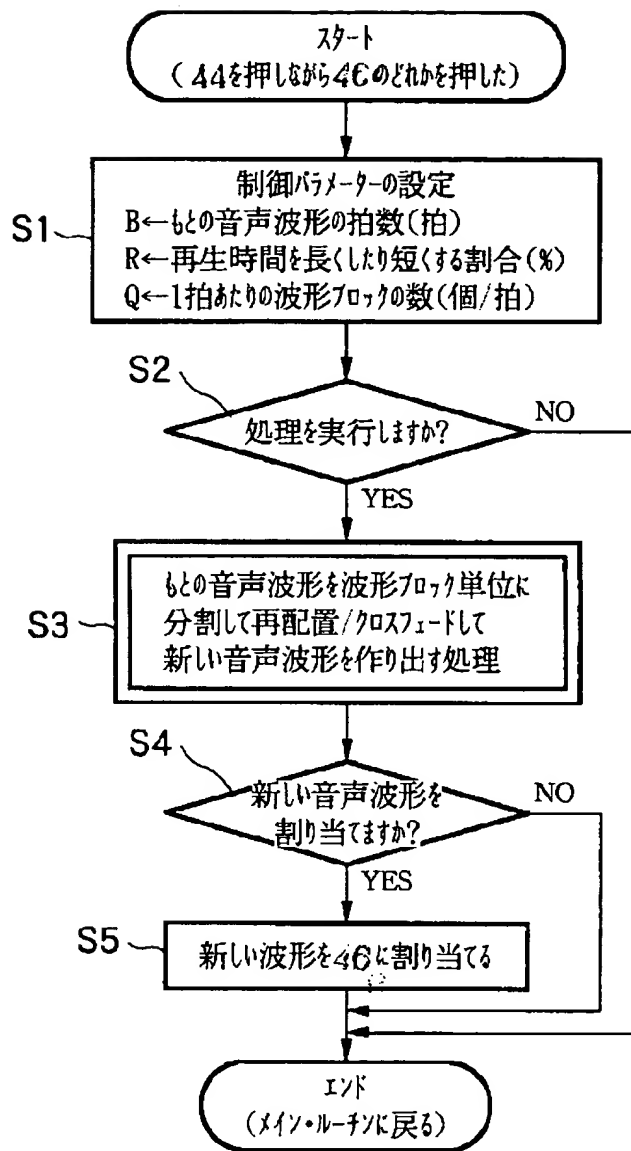 スタート
(44を押しながら46のどれかを押した)
S1
制御パラメーターの設定
B←もとの音声波形の拍数(拍)
R←再生時間を長くしたり短くする割合(%)
Q←1拍あたりの波形ブロックの数(個/拍)
S2
処理を実行しますか?
NO
YES
S3
もとの音声波形を波形ブロック単位に
分割して再配置/クロスフェードして
新しい音声波形を作り出す処理
S4
新しい音声波形を
割り当てますか?
NO
YES
S5
新しい波形を46に割り当てる
エンド
(メイン・ルーチンに戻る)